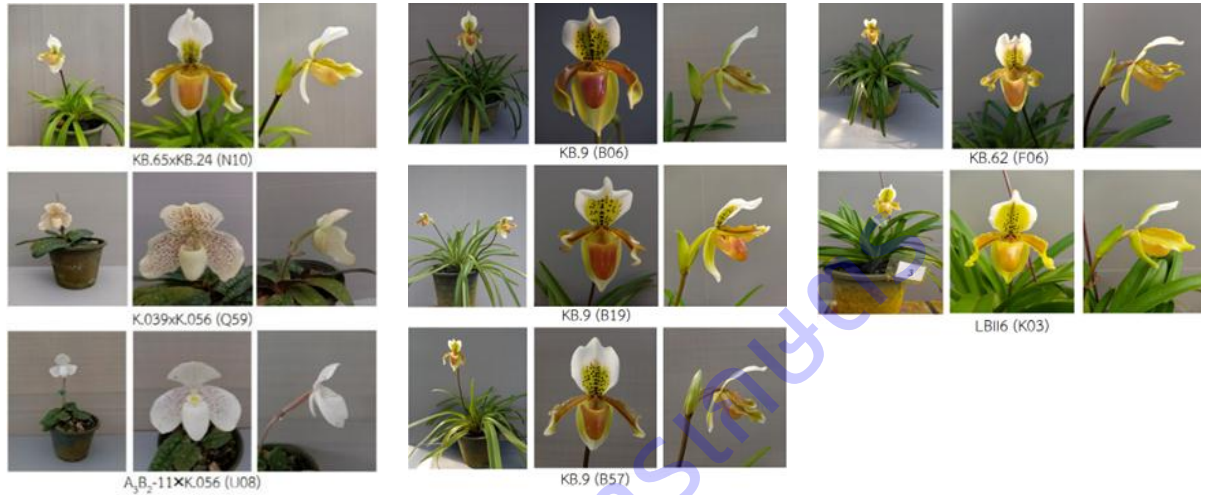 KB.65xKB.24 (N10)
KB.9 (B06)
KB.62 (F06)
K.039xK.056 (Q59)
KB.9 (B19)
LB116 (K03)
A3B2-11×K.056 (U08)
KB.9 (B57)